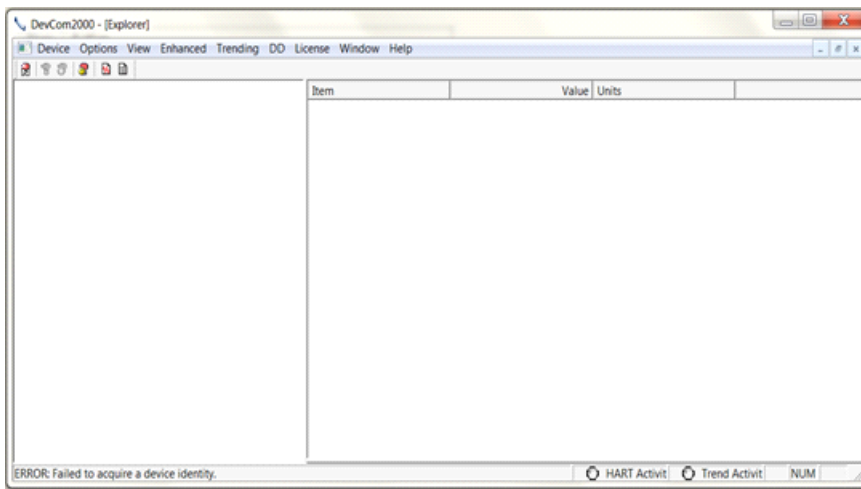 DevCom2000 - [Explorer]
Device Options View Enhanced Trending DD License Window Help
Item Value Units
ERROR: Failed to acquire a device identity. HART Activit Trend Activit NUM